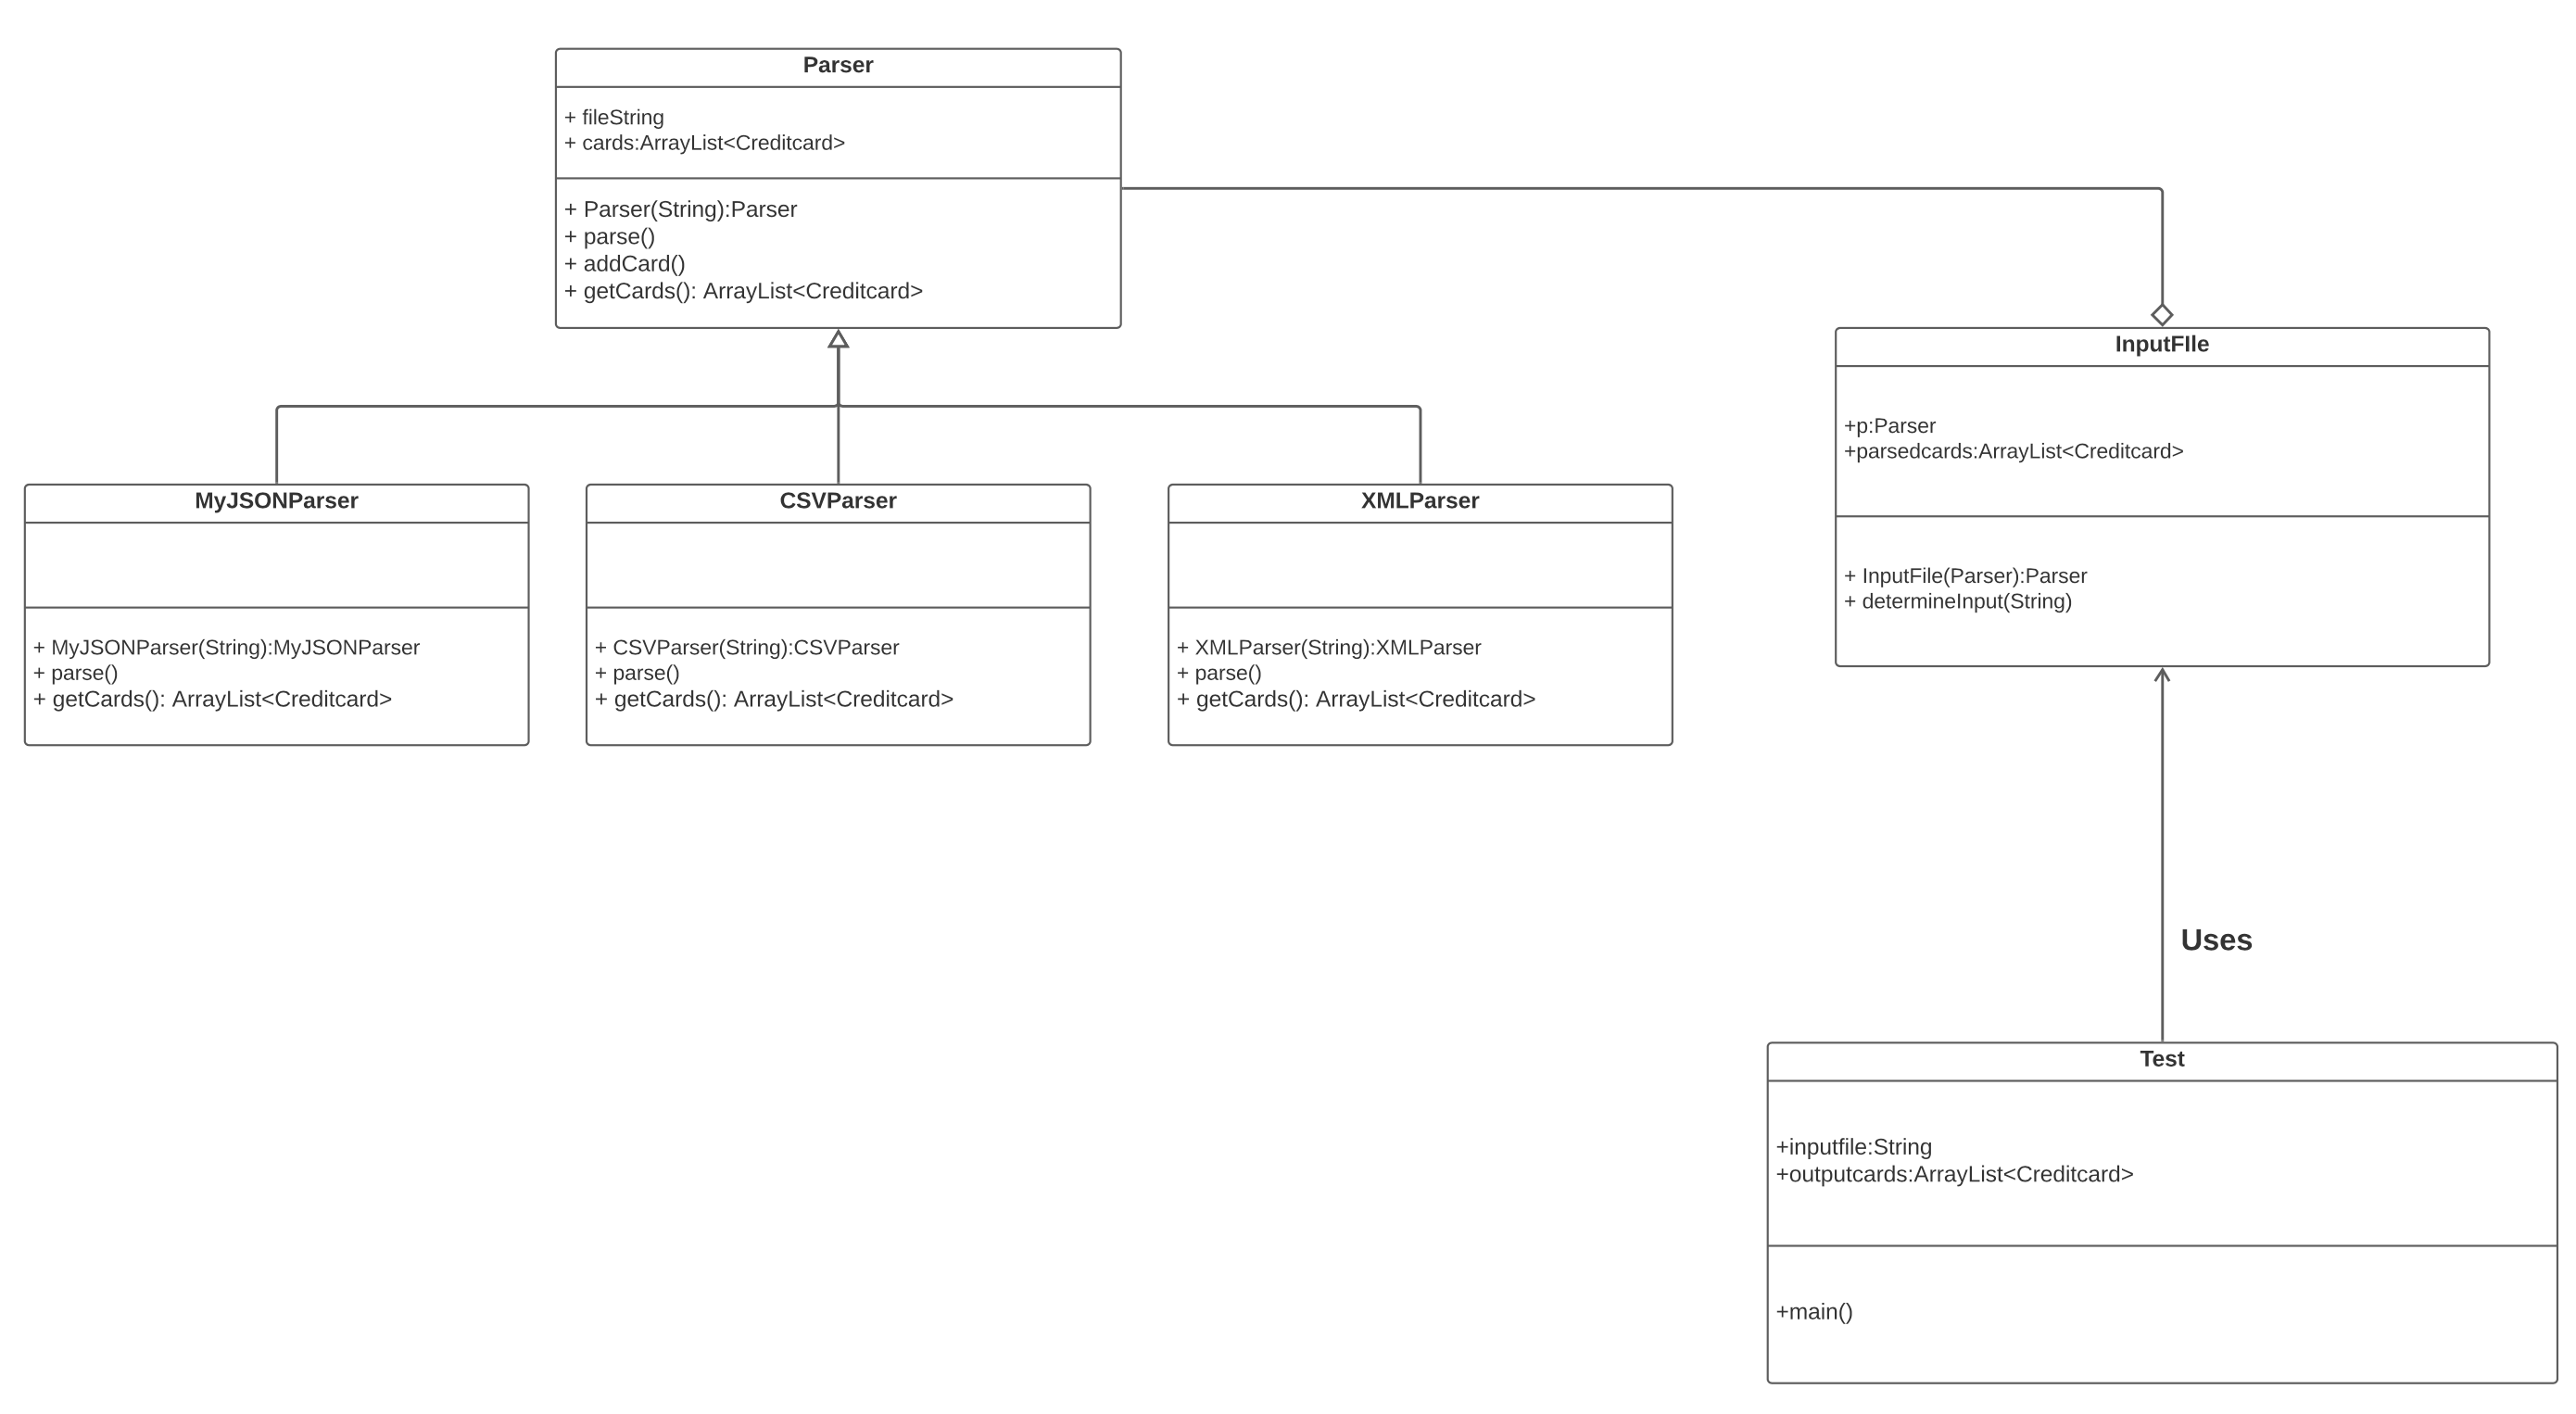 Parser
+ fileString
+ cards:ArrayList<Creditcard>
+ Parser(String):Parser
+ parse()
+ addCard()
+ getCards(): ArrayList<Creditcard>
InputFIle
+p:Parser
+parsedcards:ArrayList<Creditcard>
+ InputFile(Parser):Parser
+ determineInput(String)
MyJSONParser
+ MyJSONParser(String):MyJSONParser
+ parse()
+ getCards(): ArrayList<Creditcard>
CSVParser
+ CSVParser(String):CSVParser
+ parse()
+ getCards(): ArrayList<Creditcard>
XMLParser
+ XMLParser(String):XMLParser
+ parse()
+ getCards(): ArrayList<Creditcard>
Uses
Test
+inputfile:String
+outputcards:ArrayList<Creditcard>
+main()